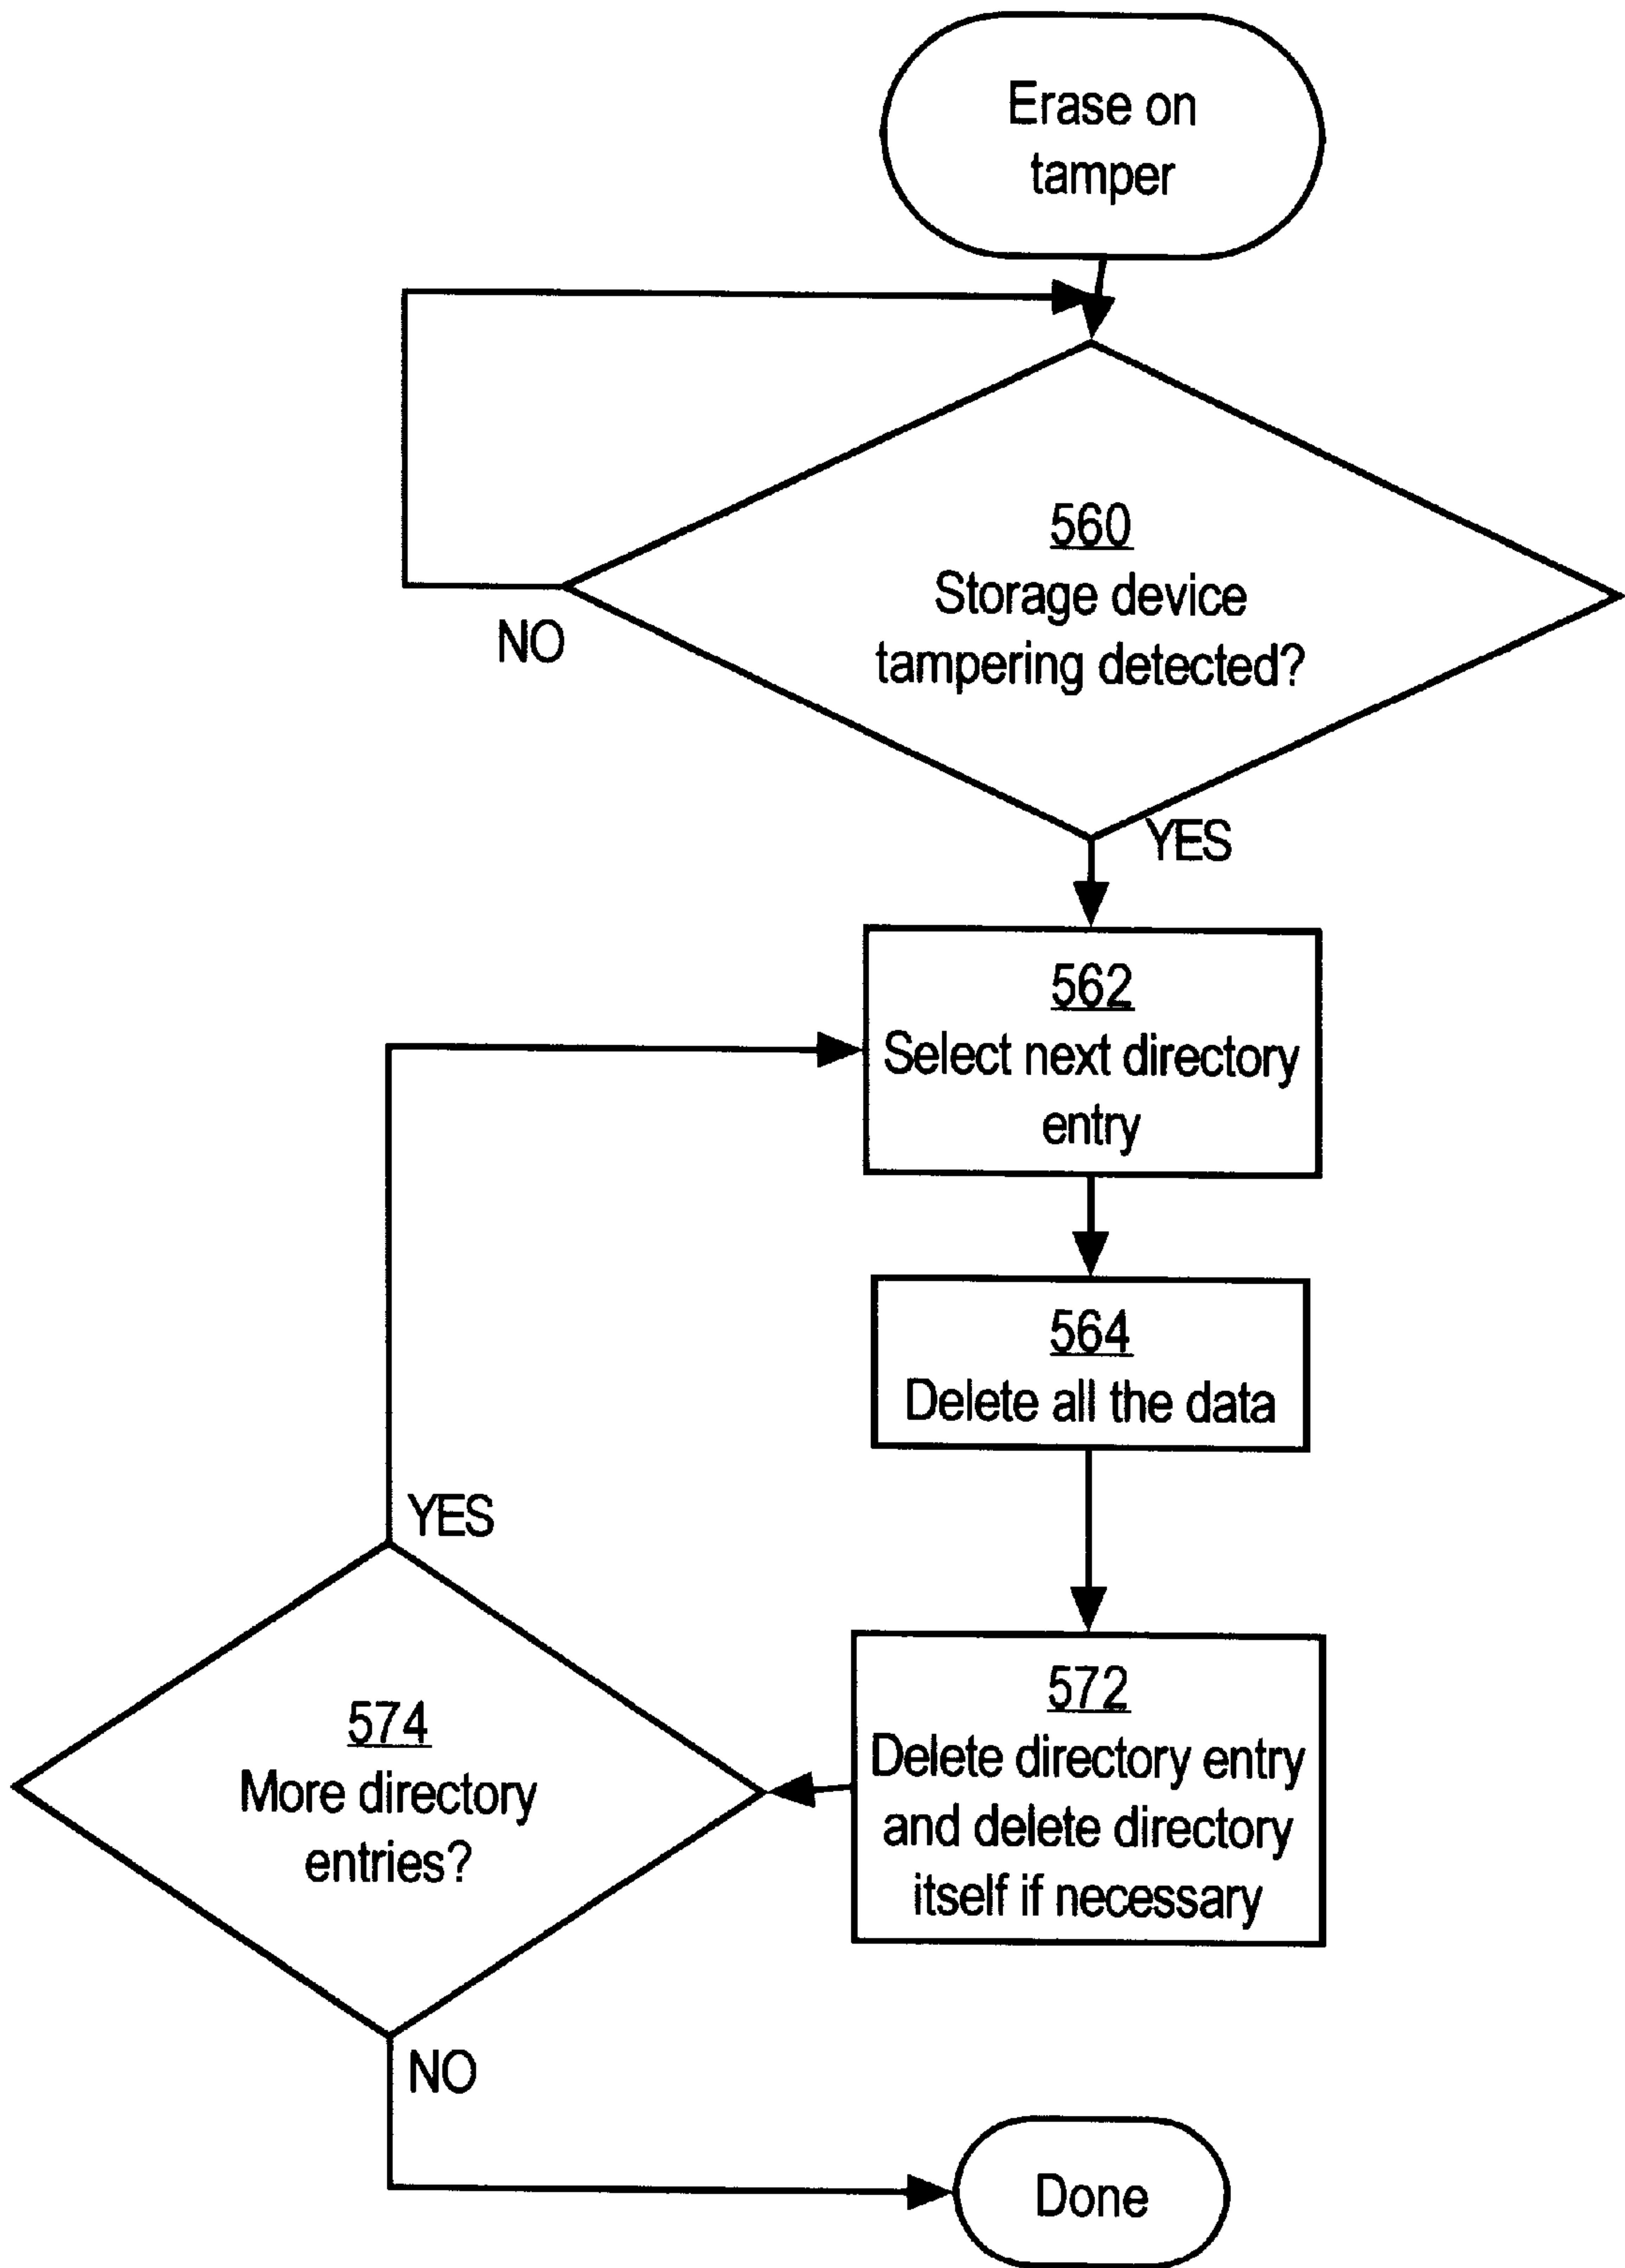 Erase on
tamper
560
Storage device
tampering detected?
NO
YES
562
Select next directory
entry
564
Delete all the data
YES
572
Delete directory entry
and delete directory
itself if necessary
574
More directory
entries?
NO
Done